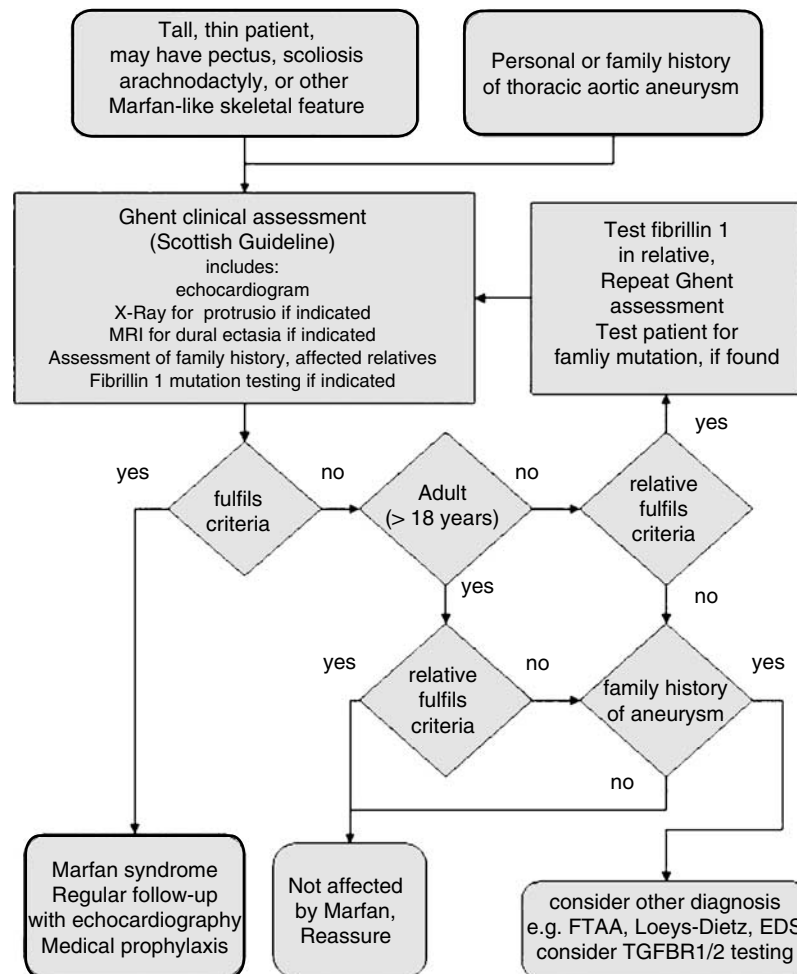 Tall, thin patient,
may have pectus, scoliosis
arachnodactyly, or other
Marfan-like skeletal feature
Personal or family history
of thoracic aortic aneurysm
Ghent clinical assessment
(Scottish Guideline)
includes:
echocardiogram
X-Ray for protrusio if indicated
MRI for dural ectasia if indicated
Assessment of family history, affected relatives
Fibrillin 1 mutation testing if indicated
Test fibrillin 1
in relative,
Repeat Ghent
assessment
Test patient for
famliy mutation, if found
yes
yes
fulfils
criteria
no
Adult
(> 18 years)
no
relative
fulfils
criteria
yes
no
yes
relative
fulfils
criteria
no
family history
of aneurysm
yes
no
Marfan syndrome
Regular follow-up
with echocardiography
Medical prophylaxis
Not affected
by Marfan,
Reassure
consider other diagnosis
e.g. FTAA, Loeys-Dietz, EDS
consider TGFBR1/2 testing